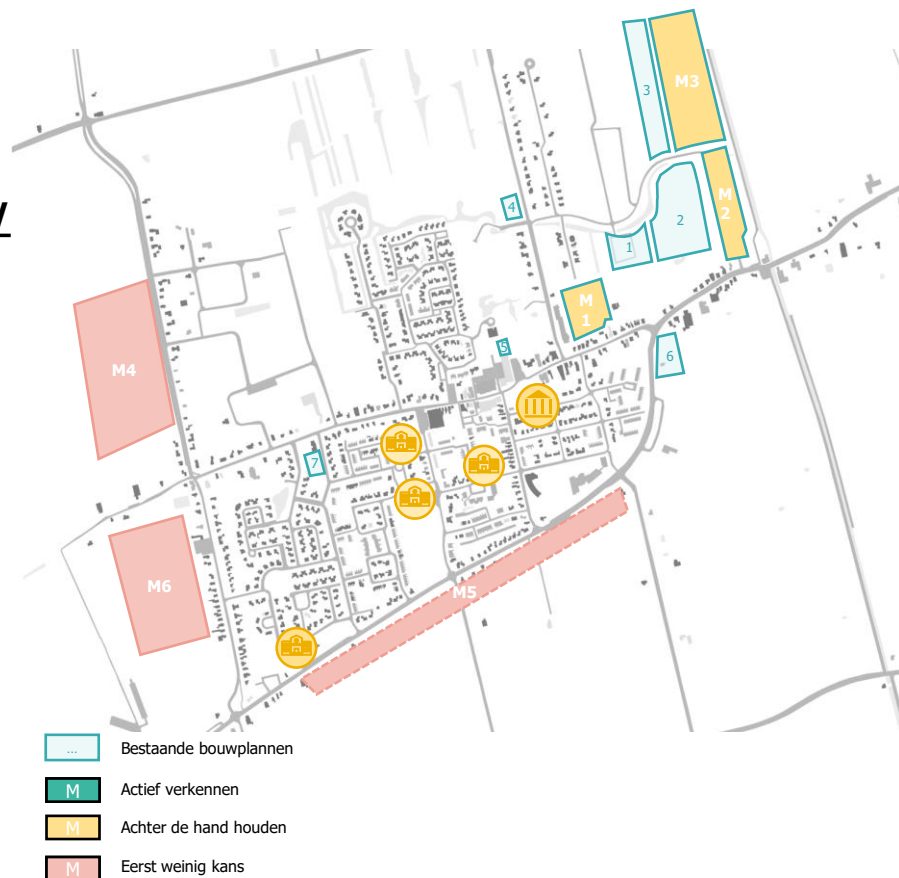 3
M3
4
M
2
2
1
M
1
M4
5
6
7
M5
M6
... Bestaande bouwplannen
M Actief verkennen
M Achter de hand houden
M Eerst weinig kans